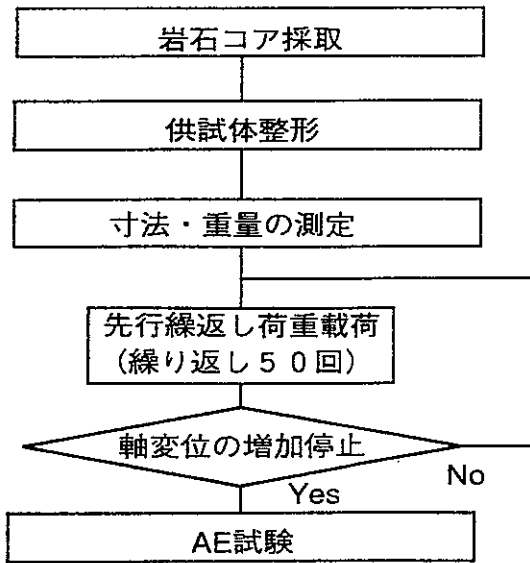 岩石コア採取
供試体整形
寸法・重量の測定
先行繰返し荷重載荷
(繰り返し50回)
軸変位の増加停止
No
Yes
AE試験